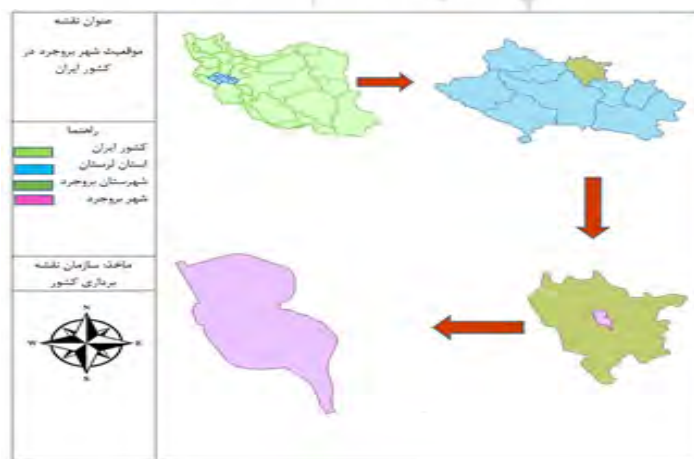 عنوان نقشه
موقعیت شهر بروجرد در
کشور ایران
راهنما
کشور ایران
استان لرستان
شهرستان بروجرد
شهر بروجرد
ماخذ: سازمان نقشه
برداری کشور
N
W E
S